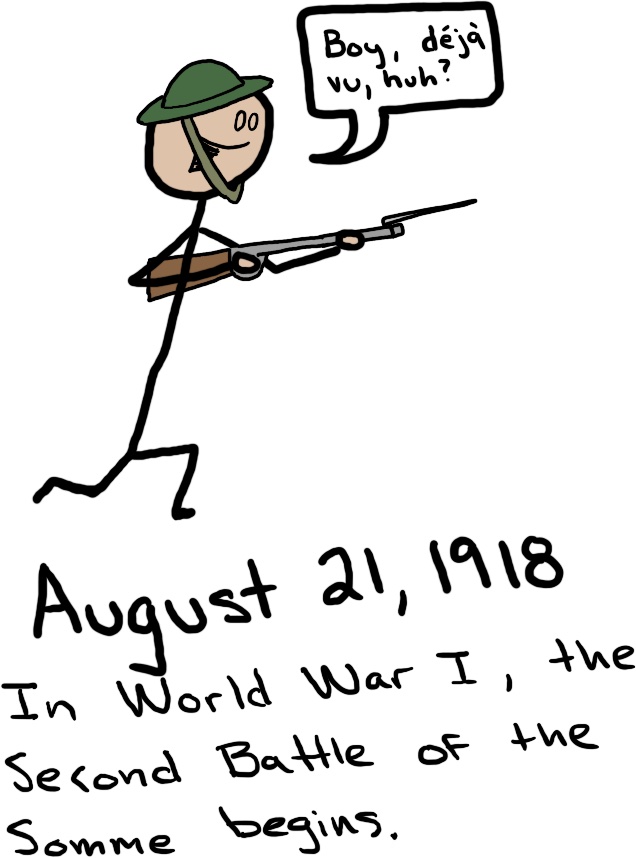 Boy, déjà
vu, huh?
August 21, 1918
In World War I, the
Second Battle of the
Somme begins.